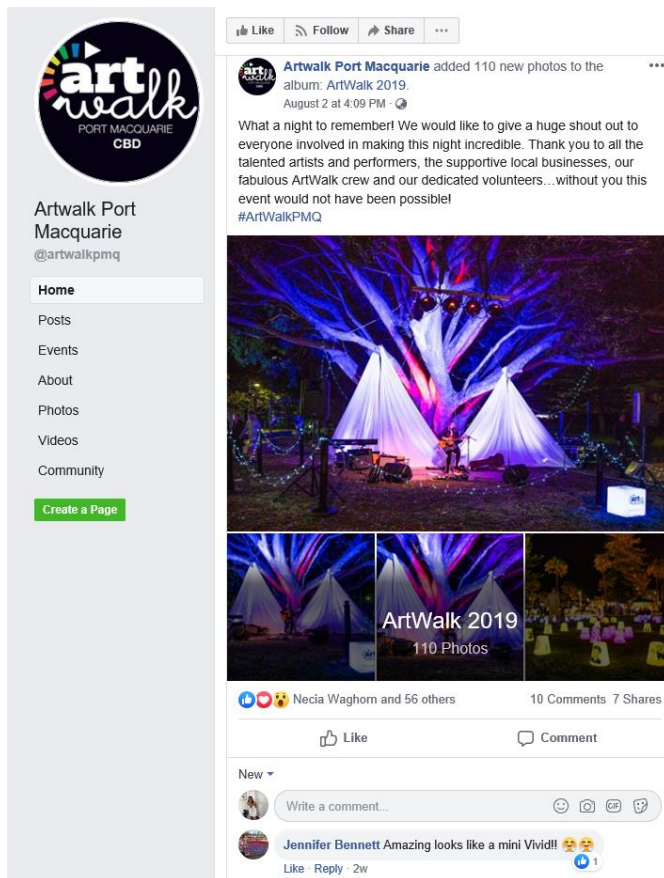 art
walk
PORT MACQUARIE
CBD
Artwalk Port
Macquarie
@artwalkpmq
Home
Posts
Events
About
Photos
Videos
Community
Create a Page
Like Follow Share ...
art
walk
CBD
Artwalk Port Macquarie added 110 new photos to the
album: ArtWalk 2019.
August 2 at 4:09 PM ·
What a night to remember! We would like to give a huge shout out to
everyone involved in making this night incredible. Thank you to all the
talented artists and performers, the supportive local businesses, our
fabulous ArtWalk crew and our dedicated volunteers…without you this
event would not have been possible!
#ArtWalkPMQ
art
ArtWalk 2019
110 Photos
Necia Waghorn and 56 others 10 Comments 7 Shares
Like Comment
New
Write a comment...
GIF
Jennifer Bennett Amazing looks like a mini Vivid!! 🤗🤗
1
Like · Reply · 2w